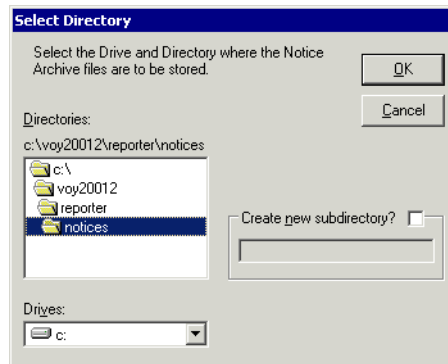 Select Directory
Select the Drive and Directory where the Notice
Archive files are to be stored.
OK
Cancel
Directories:
c:\voy20012\reporter\notices
c:\
voy20012
reporter
notices
Create new subdirectory?
Drives:
c: